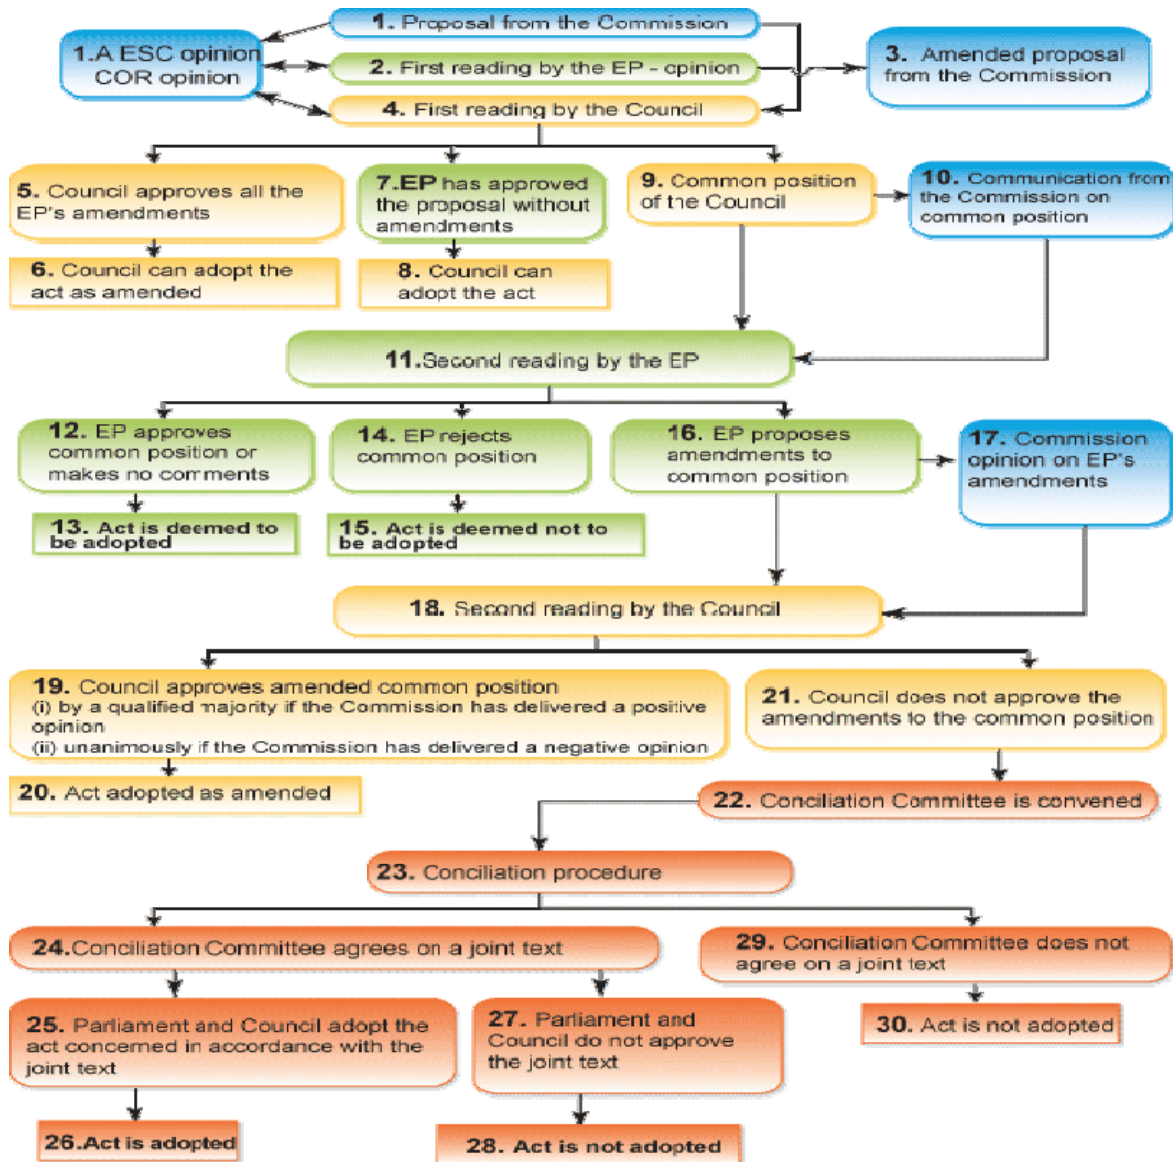 1. Proposal from the Commission
1.A ESC opinion
COR opinion
2. First reading by the EP - opinion
3. Amended proposal
from the Commission
4. First reading by the Council
5. Council approves all the
EP's amendments
7.EP has approved
the proposal without
amendments
9. Common position
of the Council
10. Communication from
the Commission on
common position
6. Council can adopt the
act as amended
8. Council can
adopt the act
11.Second reading by the EP
12. EP approves
common position or
makes no comments
14. EP rejects
common position
16. EP proposes
amendments to
common position
17. Commission
opinion on EP's
amendments
13. Act is deemed to
be adopted
15. Act is deemed not to
be adopted
18. Second reading by the Council
19. Council approves amended common position
(i) by a qualified majority if the Commission has delivered a positive
opinion
(ii) unanimously if the Commission has delivered a negative opinion
21. Council does not approve the
amendments to the common position
20. Act adopted as amended
22. Conciliation Committee is convened
23. Conciliation procedure
24.Conciliation Committee agrees on a joint text
29. Conciliation Committee does not
agree on a joint text
25. Parliament and Council adopt the
act concerned in accordance with the
joint text
27. Parliament and
Council do not approve
the joint text
30. Act is not adopted
26.Act is adopted
28. Act is not adopted